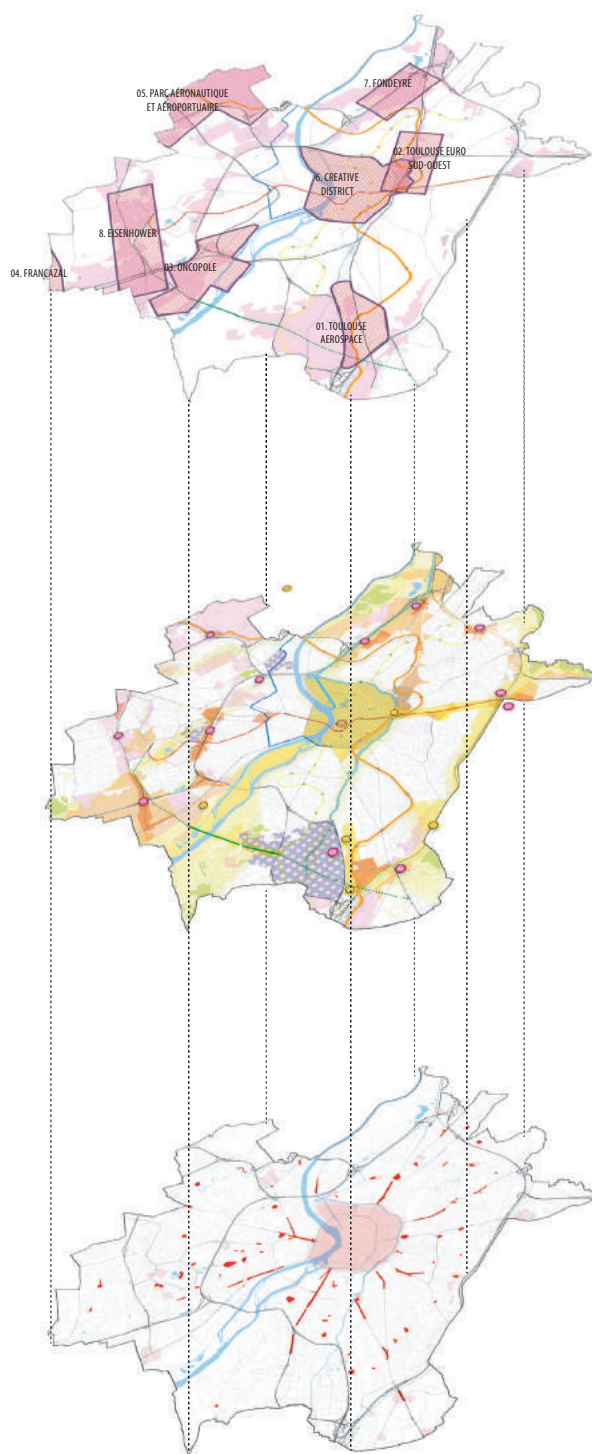 7. FONDEYRE
05. PARC AÉRONAUTIQUE
ET AÉROPORTUAIRE
02. TOULOUSE EURO
SUD-OUEST
6. CREATIVE
DISTRICT
8. EISENHOWER
03. ONCOPOLE
04. FRANCAZAL
01. TOULOUSE
AEROSPACE